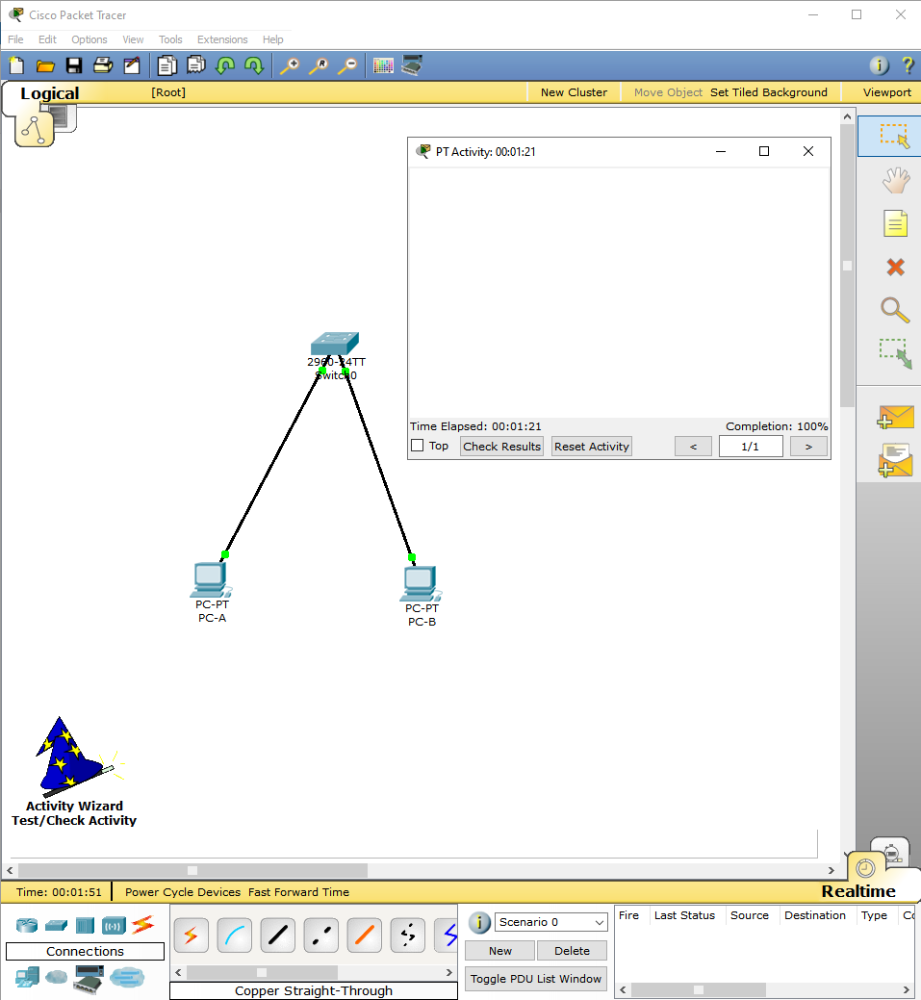 Cisco Packet Tracer
File Edit Options View Tools Extensions Help
Logical [Root] New Cluster Move Object Set Tiled Background Viewport
PT Activity: 00:01:21
2960-24TT
Switch0
Time Elapsed: 00:01:21 Completion: 100%
Top Check Results Reset Activity < 1/1 >
PC-PT
PC-A
PC-PT
PC-B
Activity Wizard
Test/Check Activity
Time: 00:01:51 Power Cycle Devices Fast Forward Time Realtime
Fire Last Status Source Destination Type Co
Scenario 0
Connections
New Delete
Toggle PDU List Window
Copper Straight-Through